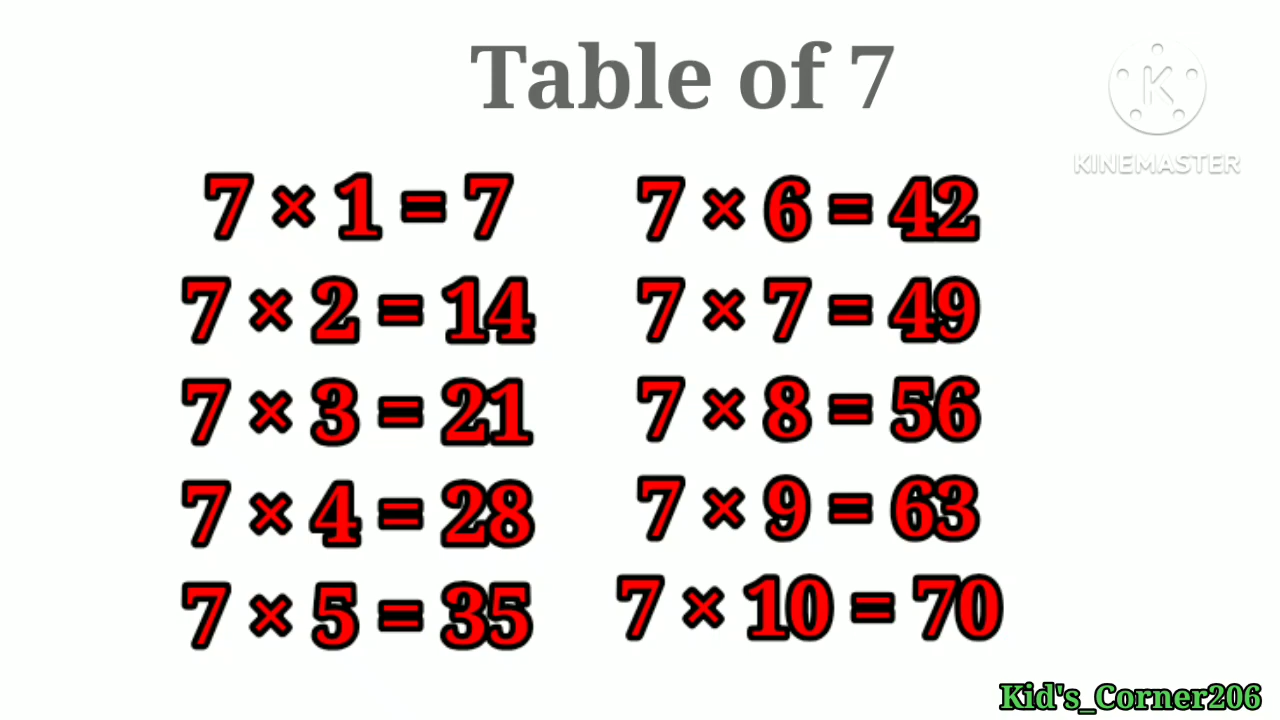 Table of 7
KINEMASTER
7 × 1 = 7
7 × 2 = 14
7 × 3 = 21
7 × 4 = 28
7 × 5 = 35
7 × 6 = 42
7 × 7 = 49
7 × 8 = 56
7 × 9 = 63
7 × 10 = 70
Kid's_Corner206